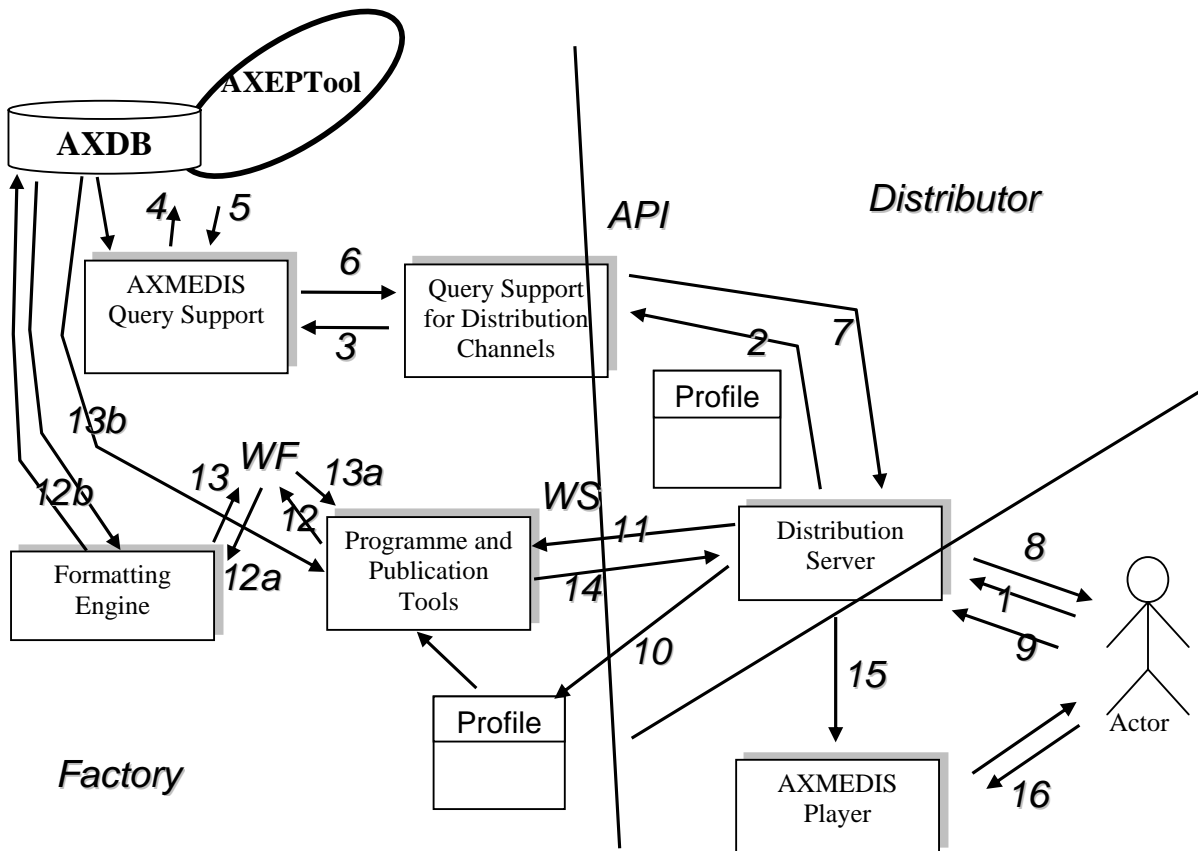 AXEPTool
AXDB
Distributor
API
4
5
6
3
AXMEDIS
Query Support
Query Support
for Distribution
Channels
2
7
Profile
13b
WF
13
13a
12b
12
12a
WS
11
14
Formatting
Engine
Programme and
Publication
Tools
Distribution
Server
8
1
9
10
15
Profile
Actor
Factory
AXMEDIS
Player
16